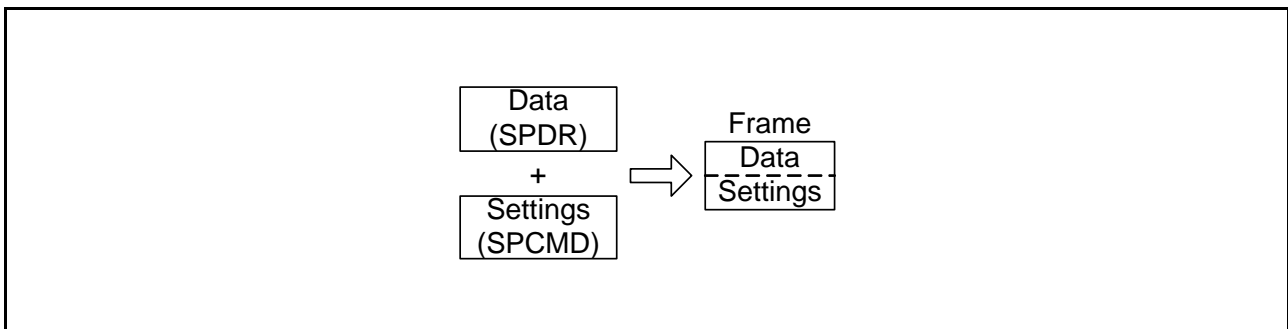 Data
(SPDR)
+
Settings
(SPCMD)
Frame
Data
Settings